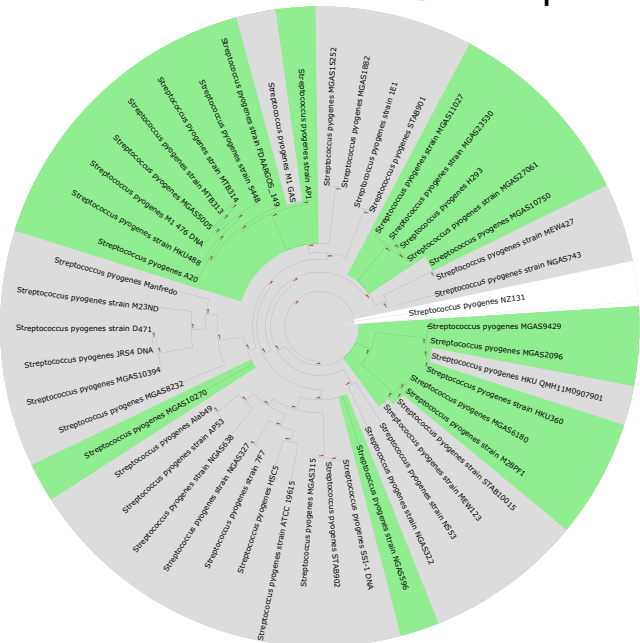 Streptococcus pyogenes MGAS15252
Streptococcus pyogenes MGAS1882
Streptococcus pyogenes strain 1E1
Streptococcus pyogenes STAB901
Streptococcus pyogenes strain MGAS11027
Streptococcus pyogenes strain MGAS23530
Streptococcus pyogenes H293
Streptococcus pyogenes strain MGAS27061
Streptococcus pyogenes MGAS10750
Streptococcus pyogenes strain MEW427
Streptococcus pyogenes strain NGAS743
Streptococcus pyogenes NZ131
Streptococcus pyogenes MGAS9429
Streptococcus pyogenes MGAS2096
Streptococcus pyogenes HKU QMH11M0907901
Streptococcus pyogenes strain HKU360
Streptococcus pyogenes MGAS6180
Streptococcus pyogenes strain M28PF1
Streptococcus pyogenes strain STAB10015
Streptococcus pyogenes strain MEW123
Streptococcus pyogenes strain NS53
Streptococcus pyogenes strain NGAS322
Streptococcus pyogenes strain NGAS596
Streptococcus pyogenes SSI-1 DNA
Streptococcus pyogenes STAB902
Streptococcus pyogenes MGAS315
Streptococcus pyogenes strain ATCC 19615
Streptococcus pyogenes HSC5
Streptococcus pyogenes strain 7F7
Streptococcus pyogenes strain NGAS327
Streptococcus pyogenes strain NGAS638
Streptococcus pyogenes strain AP53
Streptococcus pyogenes Alab49
Streptococcus pyogenes MGAS10270
Streptococcus pyogenes MGAS8232
Streptococcus pyogenes MGAS10394
Streptococcus pyogenes JRS4 DNA
Streptococcus pyogenes strain D471
Streptococcus pyogenes strain M23ND
Streptococcus pyogenes Manfredo
Streptococcus pyogenes A20
Streptococcus pyogenes strain HKU488
Streptococcus pyogenes M1 476 DNA
Streptococcus pyogenes MGAS5005
Streptococcus pyogenes strain MTB313
Streptococcus pyogenes strain MTB314
Streptococcus pyogenes strain 5448
Streptococcus pyogenes strain FDAARGOS_149
Streptococcus pyogenes M1 GAS
Streptococcus pyogenes strain AP1